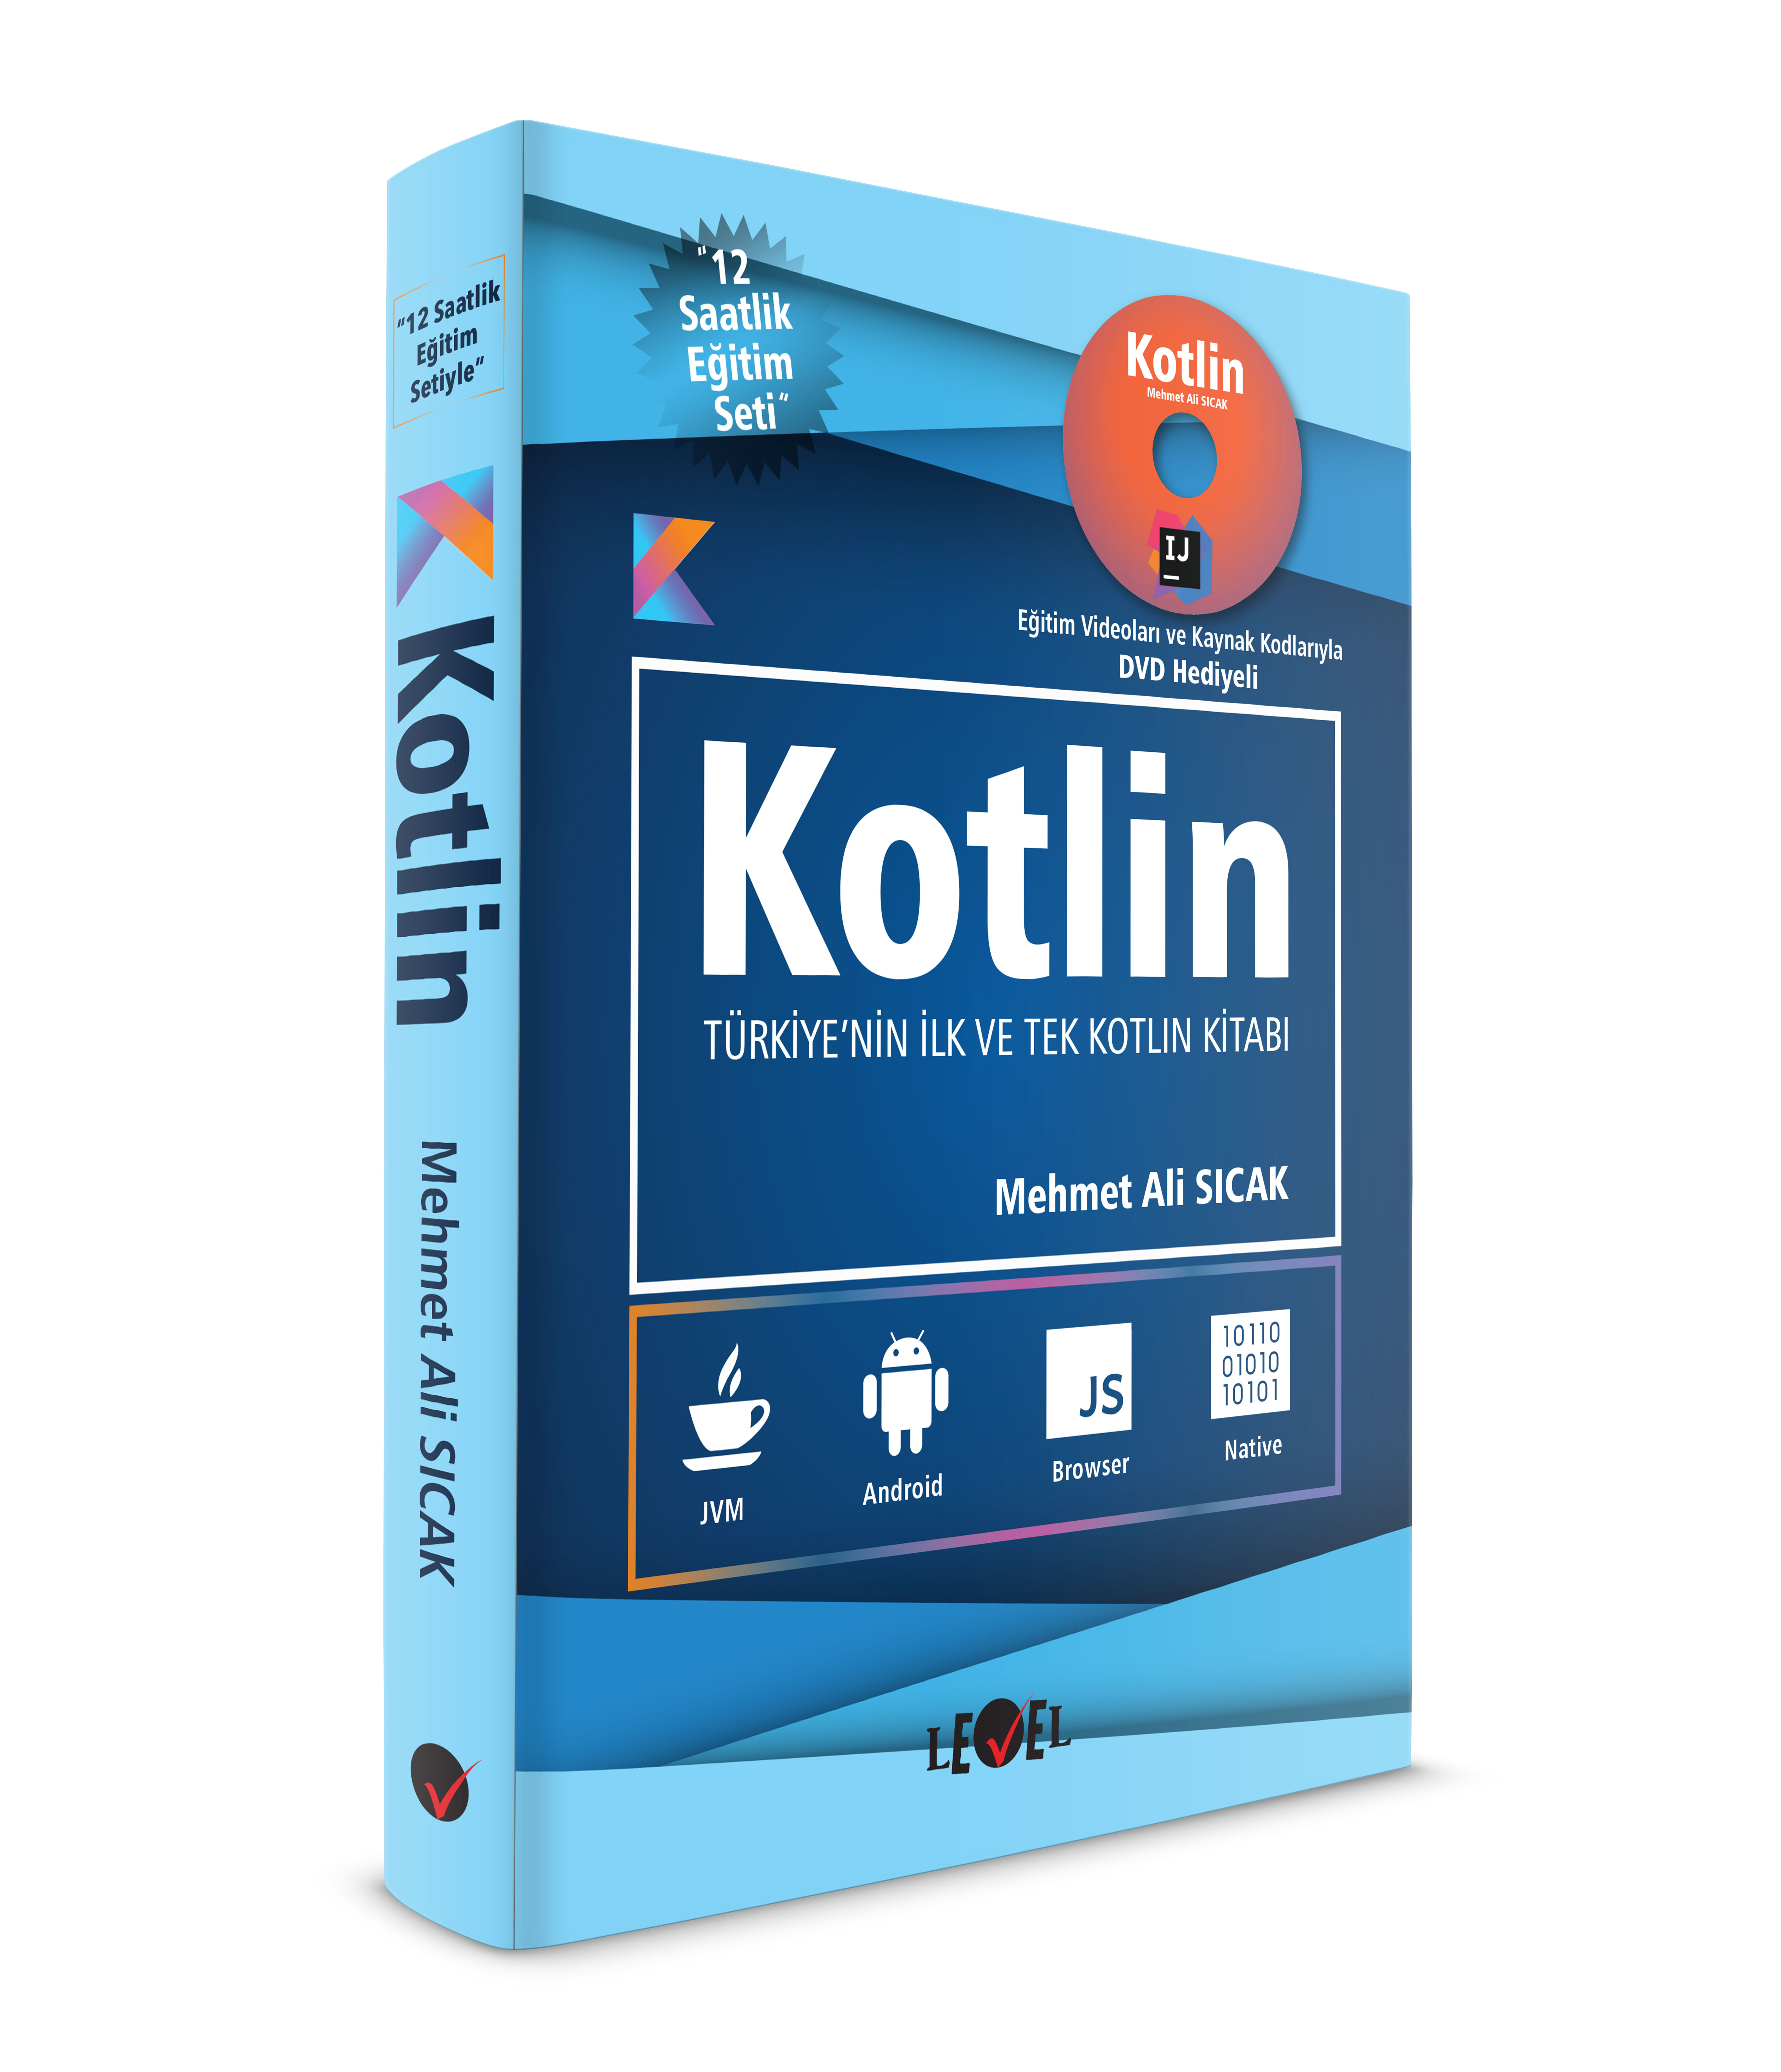 "12 Saatlik
Eğitim
Setiyle"
Kotlin
Mehmet Ali SICAK
"12
Saatlik
Eğitim
Seti"
Kotlin
Mehmet Ali SICAK
IJ
Eğitim Videoları ve Kaynak Kodlarıyla
DVD Hediyeli
Kotlin
TÜRKİYE'NİN İLK VE TEK KOTLIN KİTABI
Mehmet Ali SICAK
JS
10110
01010
10101
JVM
Android
Browser
Native
LEVEL